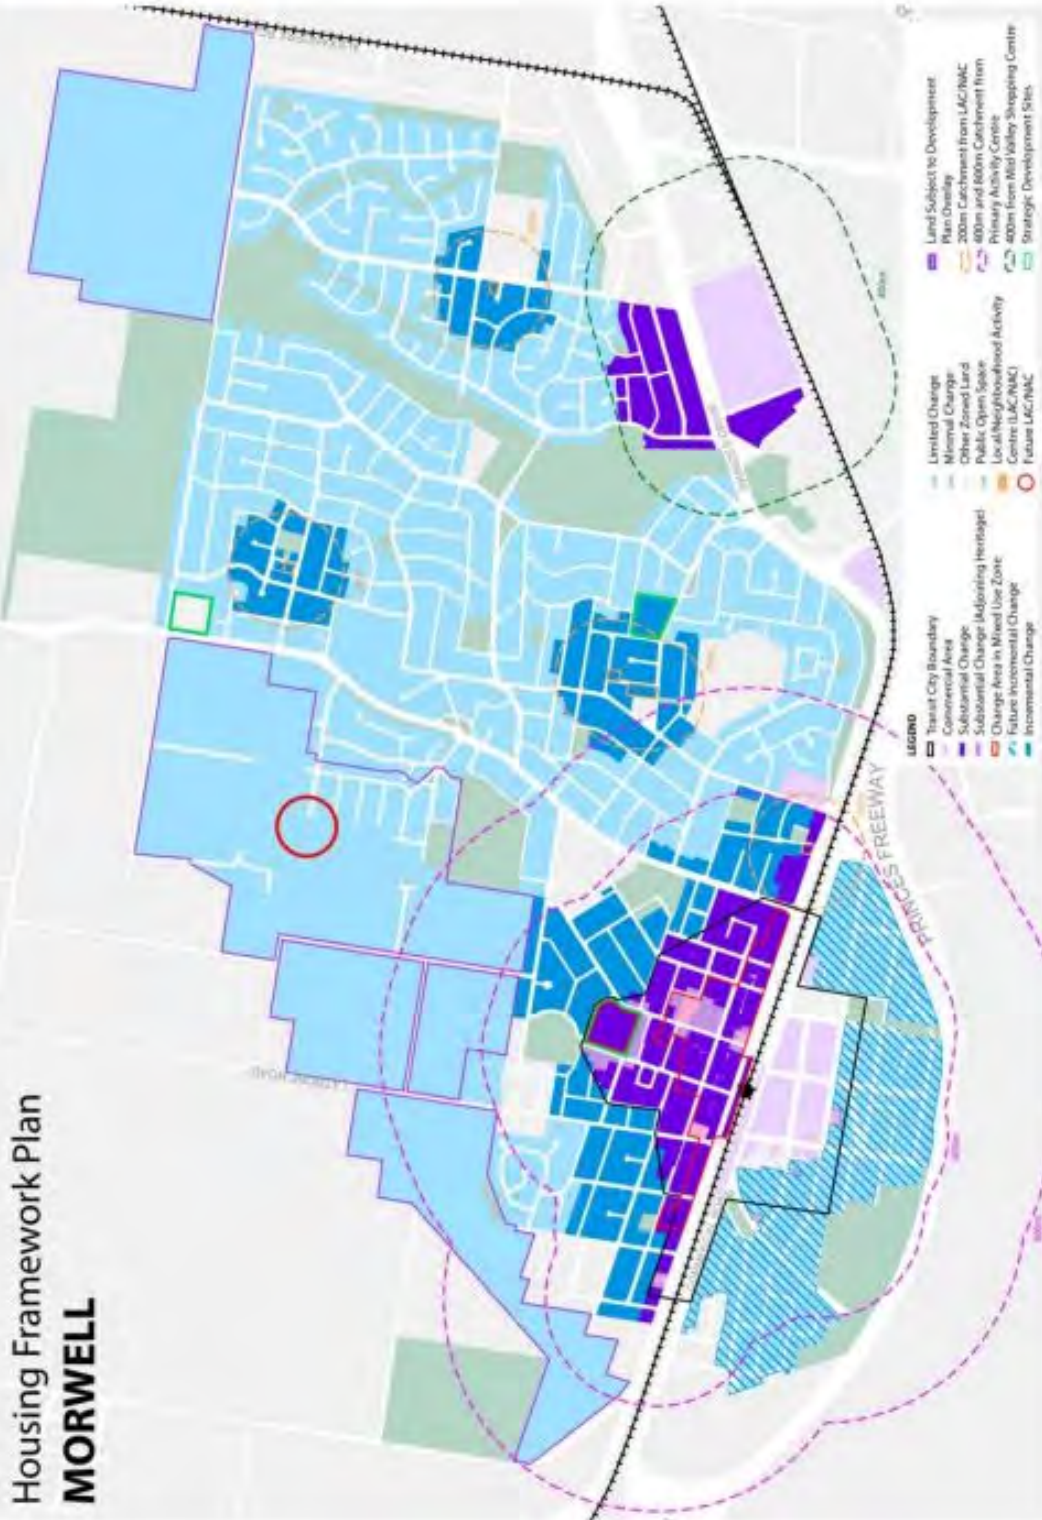 Housing Framework Plan
MORWELL
LATROBE ROAD
PRINCES FREEWAY
LEGEND
Transit City Boundary
Commercial Area
Substantial Change
Substantial Change (Adjoining Heritage)
Change Area in Mixed Use Zone
Future Incremental Change
Incremental Change
Limited Change
Minimal Change
Other Zoned Land
Public Open Space
Local/Neighbourhood Activity
Centre (LAC/NAC)
Future LAC/NAC
Land Subject to Development
Plan Overlay
200m Catchment from LAC/NAC
400m and 800m Catchment from
Primary Activity Centre
400m from Mid Valley Shopping Centre
Strategic Development Sites
400m